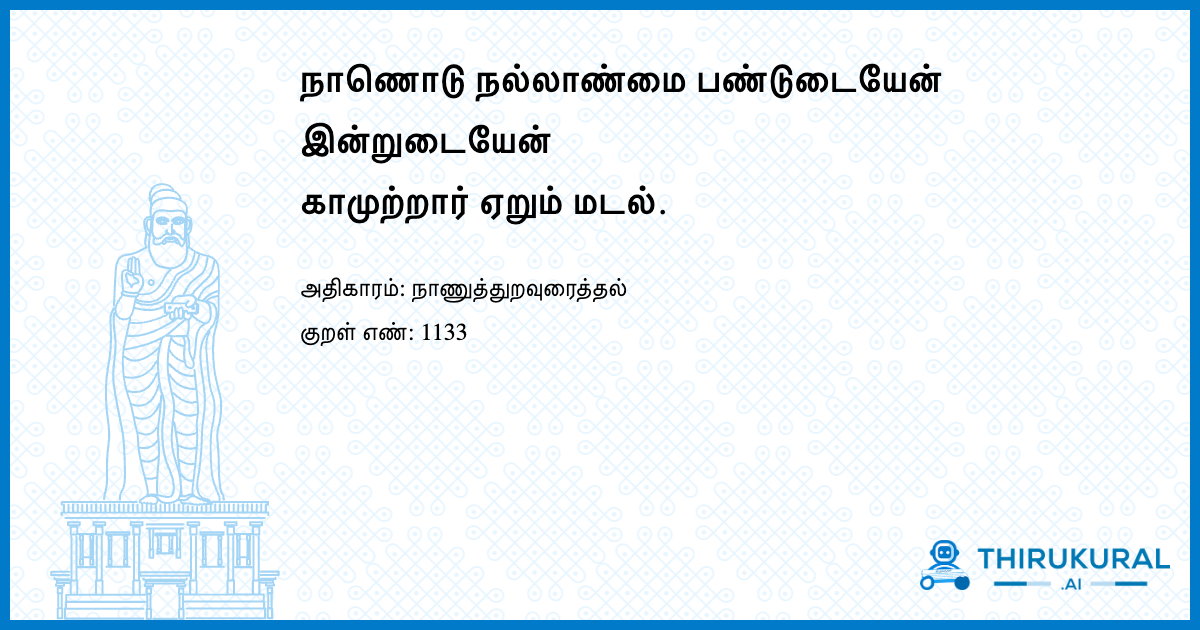 நாணொடு நல்லாண்மை பண்டுடையேன்
இன்றுடையேன்
காமுற்றார் ஏறும் மடல்.
அதிகாரம்: நாணுத்துறவுரைத்தல்
குறள் எண்: 1133
THIRUKURAL
.AI